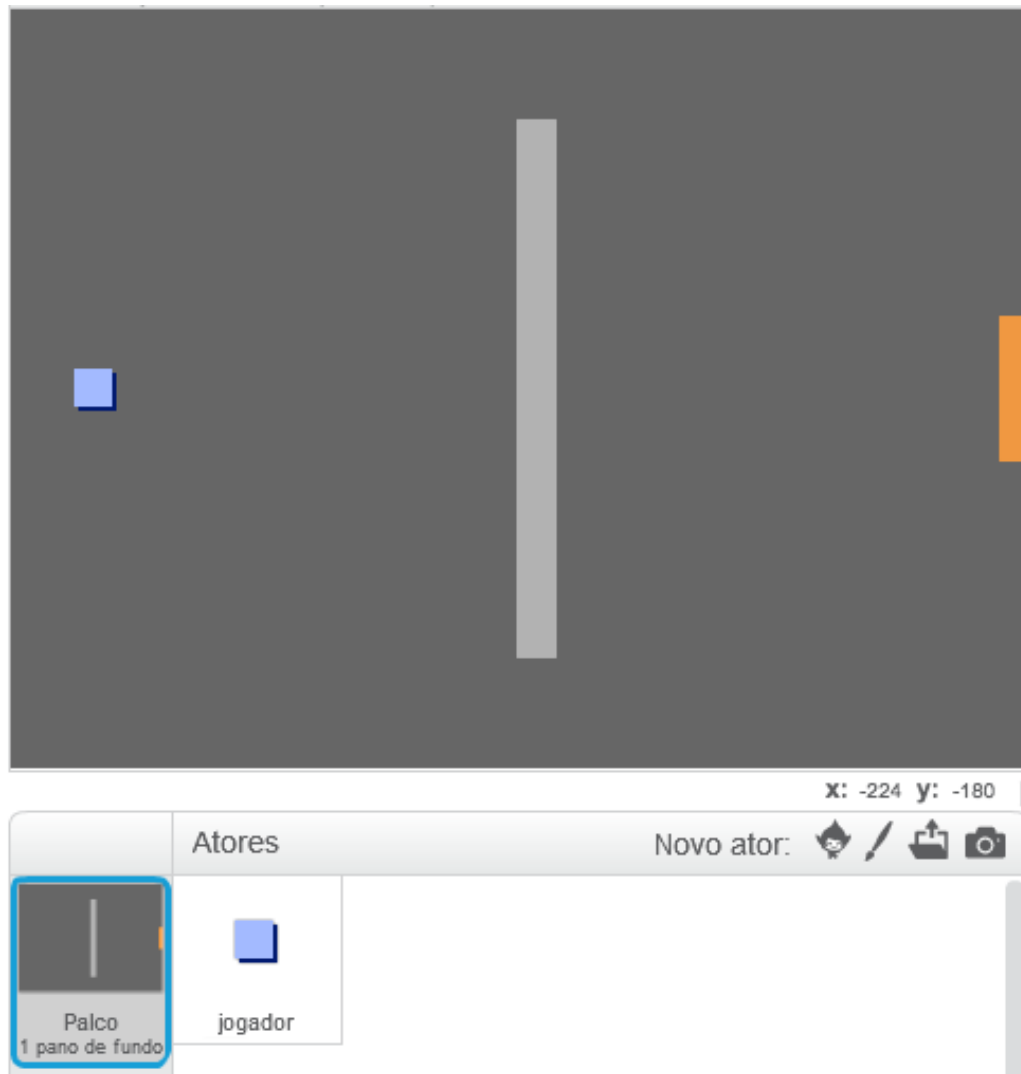 x: -224 y: -180
Atores
Novo ator:
Palco
1 pano de fundo
jogador